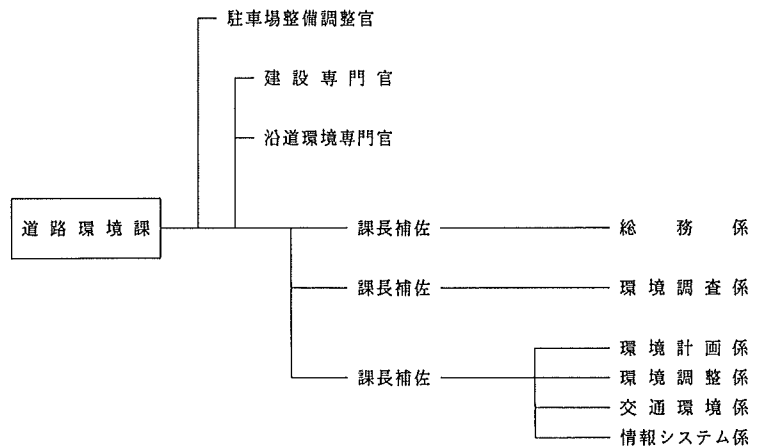 駐車場整備調整官
建設専門官
沿道環境専門官
道路環境課
課長補佐
総務係
課長補佐
環境調査係
課長補佐
環境計画係
環境調整係
交通環境係
情報システム係